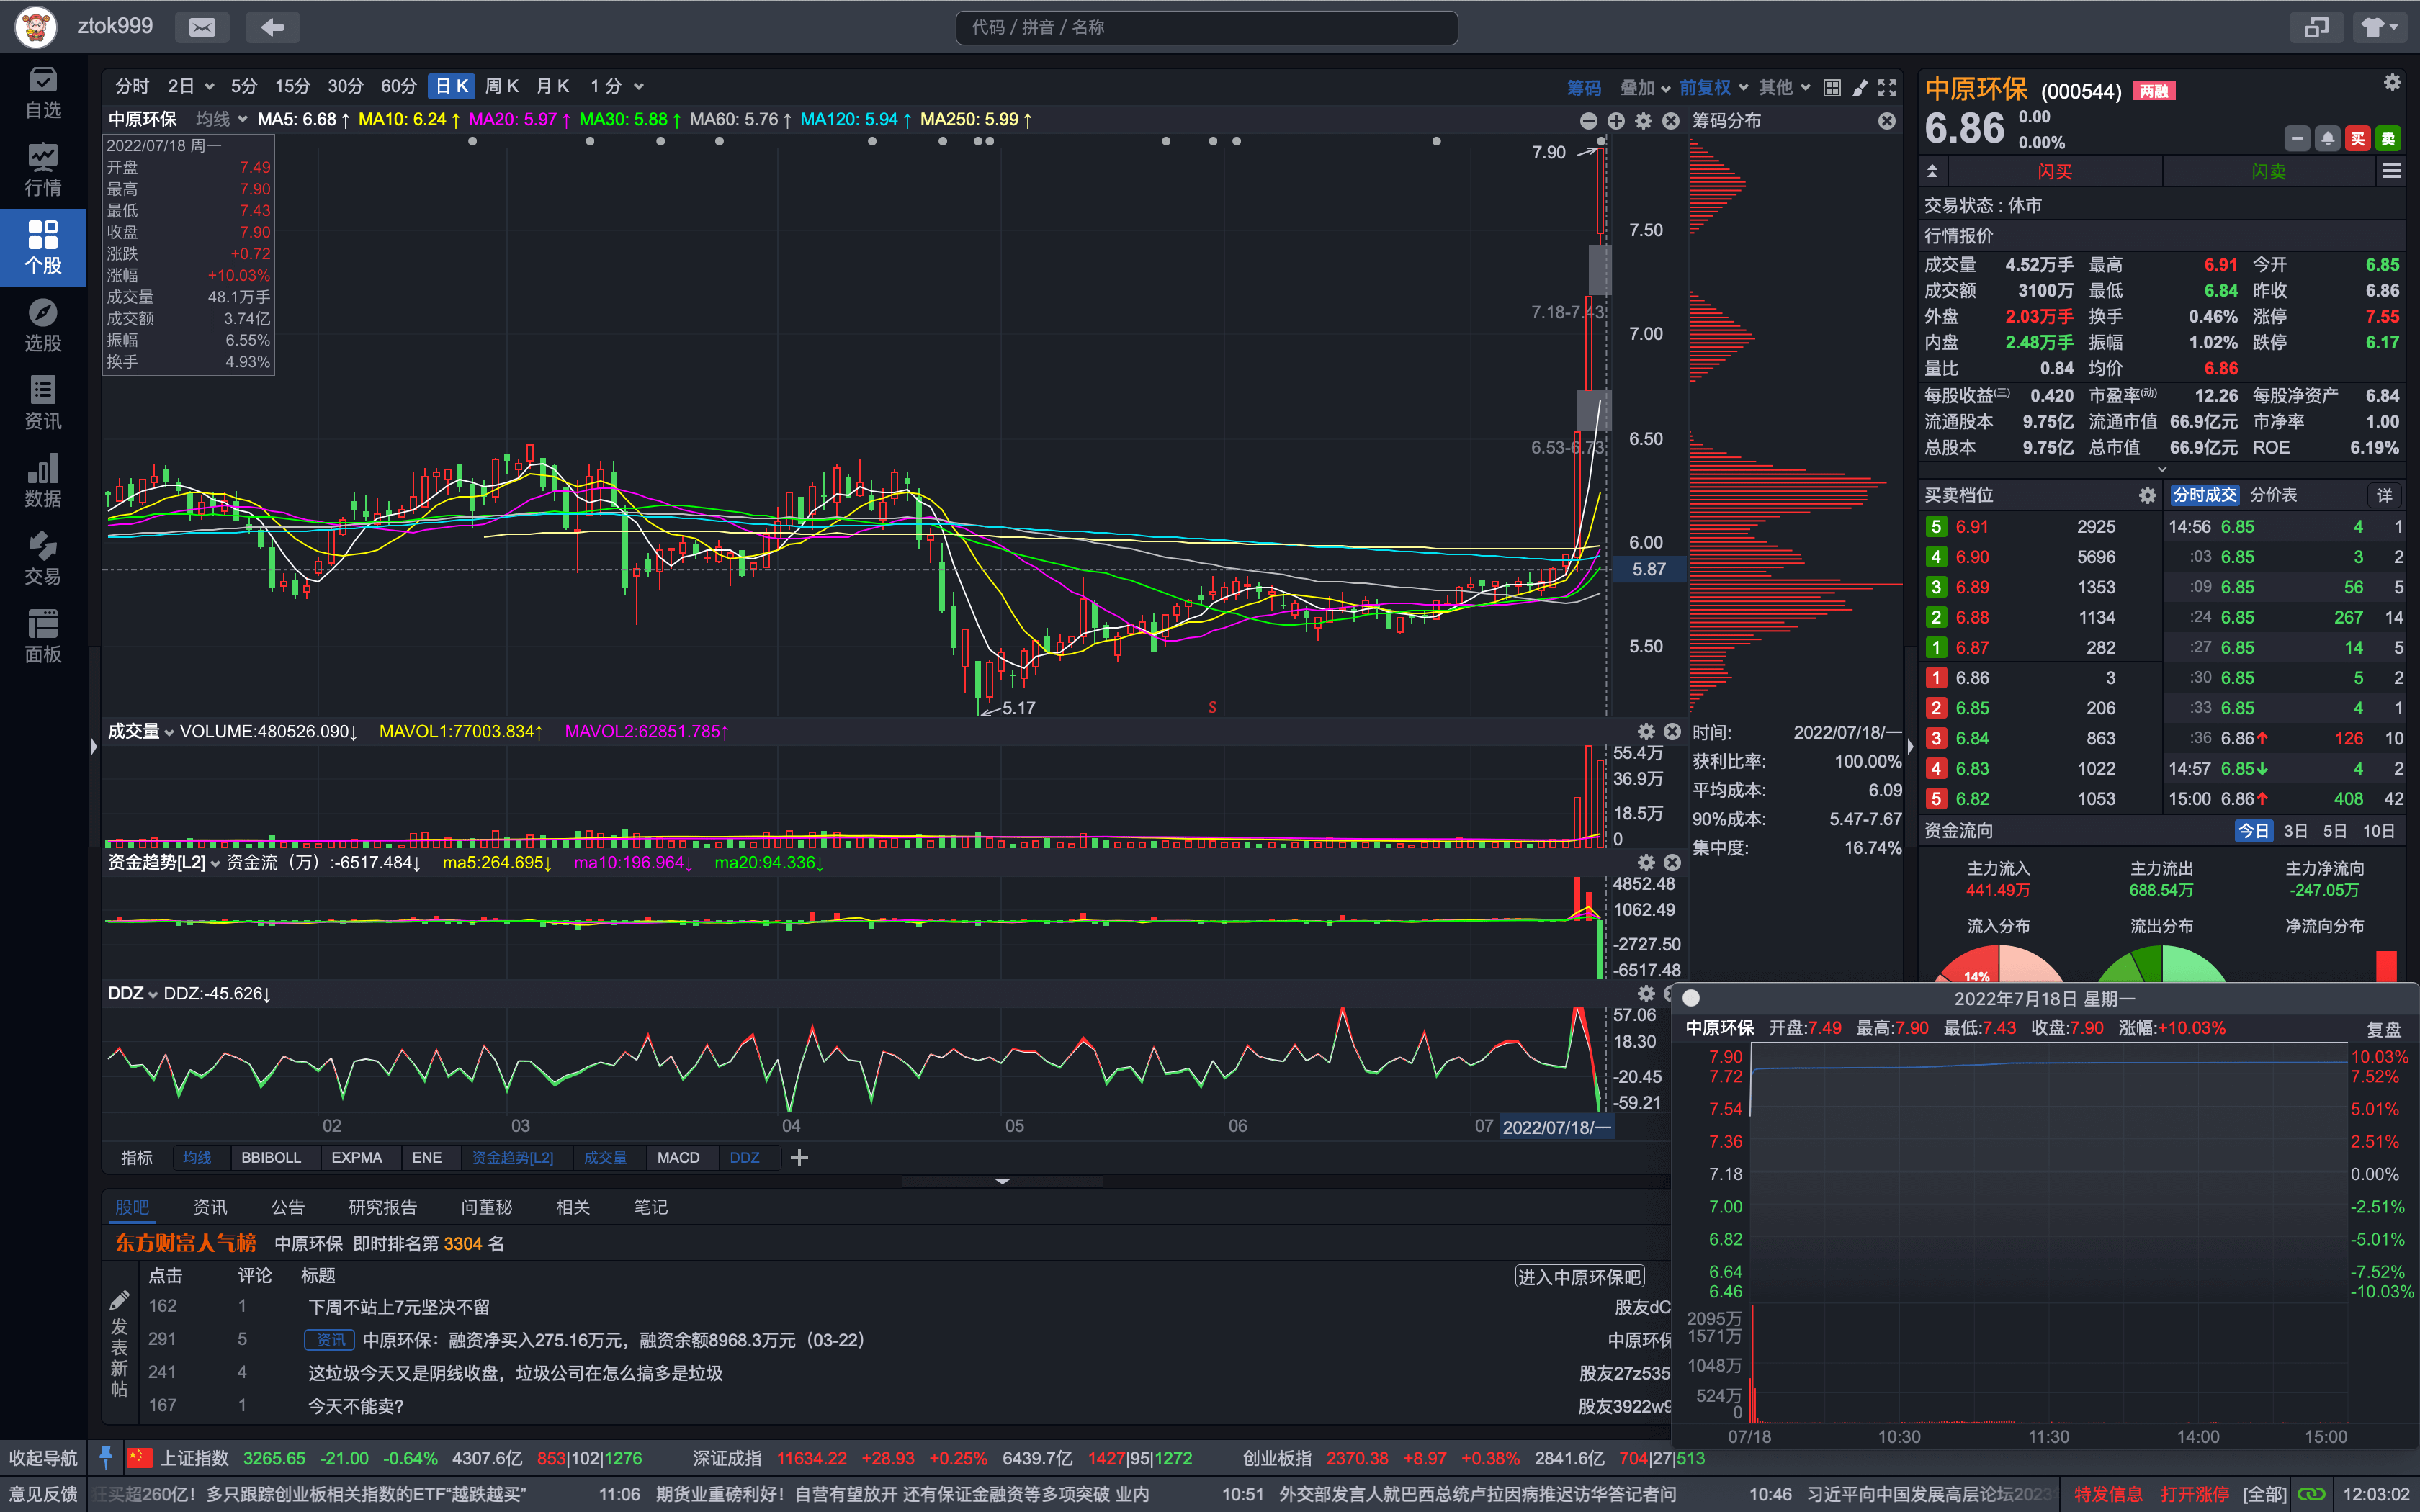 ztok999
代码 / 拼音 / 名称
自选
行情
个股
选股
资讯
数据
交易
面板
分时 2日 5分 15分 30分 60分 日K 周K 月K 1分
筹码 叠加 前复权 其他
中原环保 均线 MA5: 6.68↑ MA10: 6.24↑ MA20: 5.97↑ MA30: 5.88↑ MA60: 5.76↑ MA120: 5.94↑ MA250: 5.99↑
筹码分布
2022/07/18 周一
开盘 7.49
最高 7.90
最低 7.43
收盘 7.90
涨跌 +0.72
涨幅 +10.03%
成交量 48.1万手
成交额 3.74亿
振幅 6.55%
换手 4.93%
7.90
7.50
7.18-7.43
7.00
6.53-6.73
6.50
6.00
5.87
5.50
5.17
S
成交量 VOLUME:480526.090↓ MAVOL1:77003.834↑ MAVOL2:62851.785↑
55.4万
36.9万
18.5万
0
资金趋势[L2] 资金流（万）:-6517.484↓ ma5:264.695↓ ma10:196.964↓ ma20:94.336↓
4852.48
1062.49
-2727.50
-6517.48
DDZ DDZ:-45.626↓
57.06
18.30
-20.45
-59.21
02 03 04 05 06 07 2022/07/18/一
时间: 2022/07/18/一
获利比率: 100.00%
平均成本: 6.09
90%成本: 5.47-7.67
集中度: 16.74%
指标 均线 BBIBOLL EXPMA ENE 资金趋势[L2] 成交量 MACD DDZ
股吧 资讯 公告 研究报告 问董秘 相关 笔记
东方财富人气榜 中原环保 即时排名第 3304 名
点击 评论 标题 进入中原环保吧
发表新帖
162 1 下周不站上7元坚决不留 股友dC
291 5 资讯 中原环保：融资净买入275.16万元，融资余额8968.3万元（03-22） 中原环保
241 4 这垃圾今天又是阴线收盘，垃圾公司在怎么搞多是垃圾 股友27z535
167 1 今天不能卖？ 股友3922w9
中原环保 (000544) 两融
6.86 0.00
0.00%
买 卖
闪买 闪卖
交易状态 : 休市
行情报价
成交量 4.52万手 最高 6.91 今开 6.85
成交额 3100万 最低 6.84 昨收 6.86
外盘 2.03万手 换手 0.46% 涨停 7.55
内盘 2.48万手 振幅 1.02% 跌停 6.17
量比 0.84 均价 6.86
每股收益(三) 0.420 市盈率(动) 12.26 每股净资产 6.84
流通股本 9.75亿 流通市值 66.9亿元 市净率 1.00
总股本 9.75亿 总市值 66.9亿元 ROE 6.19%
买卖档位 分时成交 分价表 详
5 6.91 2925 14:56 6.85 4 1
4 6.90 5696 :03 6.85 3 2
3 6.89 1353 :09 6.85 56 5
2 6.88 1134 :24 6.85 267 14
1 6.87 282 :27 6.85 14 5
1 6.86 3 :30 6.85 5 2
2 6.85 206 :33 6.85 4 1
3 6.84 863 :36 6.86↑ 126 10
4 6.83 1022 14:57 6.85↓ 4 2
5 6.82 1053 15:00 6.86↑ 408 42
资金流向 今日 3日 5日 10日
主力流入 主力流出 主力净流向
441.49万 688.54万 -247.05万
流入分布 流出分布 净流向分布
14%
2022年7月18日 星期一
中原环保 开盘:7.49 最高:7.90 最低:7.43 收盘:7.90 涨幅:+10.03% 复盘
7.90 10.03%
7.72 7.52%
7.54 5.01%
7.36 2.51%
7.18 0.00%
7.00 -2.51%
6.82 -5.01%
6.64 -7.52%
6.46 -10.03%
2095万
1571万
1048万
524万
0
07/18 10:30 11:30 14:00 15:00
收起导航 上证指数 3265.65 -21.00 -0.64% 4307.6亿 853|102|1276 深证成指 11634.22 +28.93 +0.25% 6439.7亿 1427|95|1272 创业板指 2370.38 +8.97 +0.38% 2841.6亿 704|27|513
意见反馈 狂买超260亿！多只跟踪创业板相关指数的ETF“越跌越买” 11:06 期货业重磅利好！自营有望放开 还有保证金融资等多项突破 业内 10:51 外交部发言人就巴西总统卢拉因病推迟访华答记者问 10:46 习近平向中国发展高层论坛2023 特发信息 打开涨停 [全部] 12:03:02